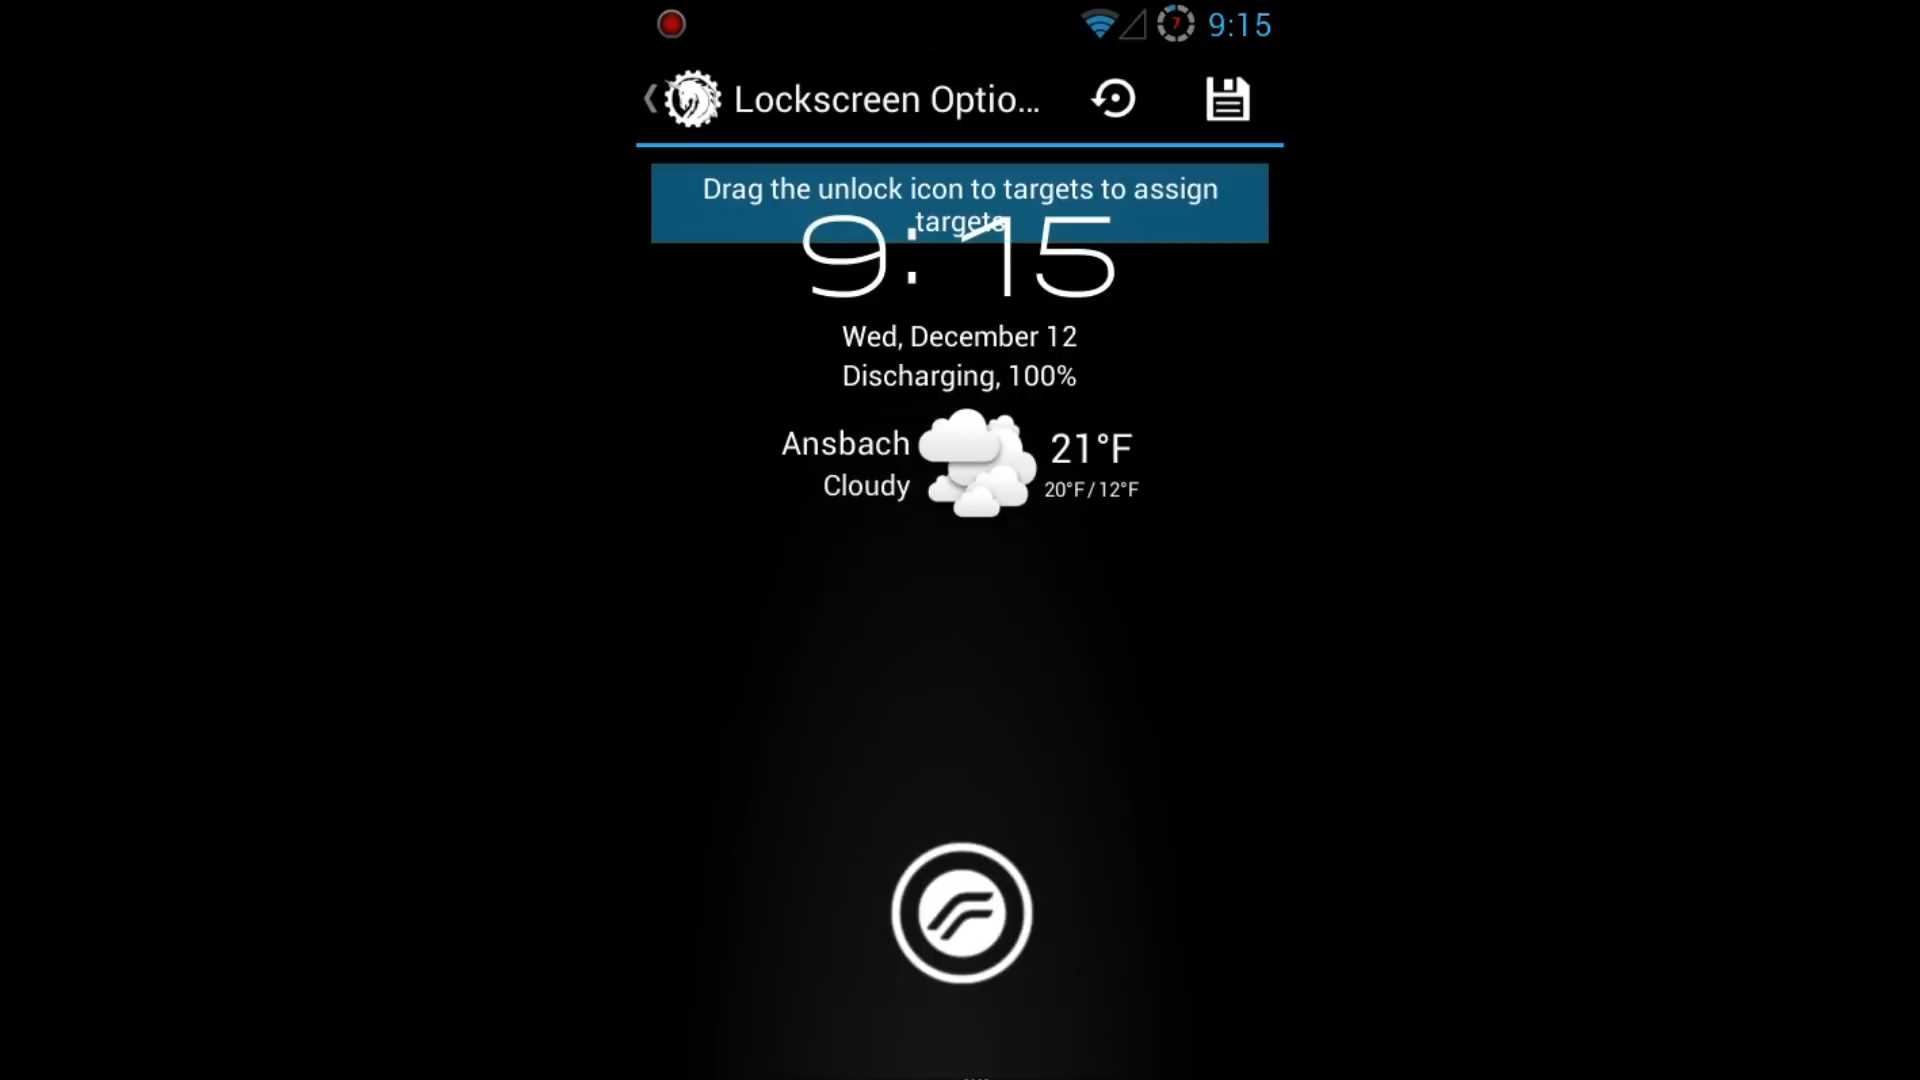 9:15
Lockscreen Optio...
Drag the unlock icon to targets to assign
targets
9:15
Wed, December 12
Discharging, 100%
Ansbach
21°F
Cloudy
20°F/12°F